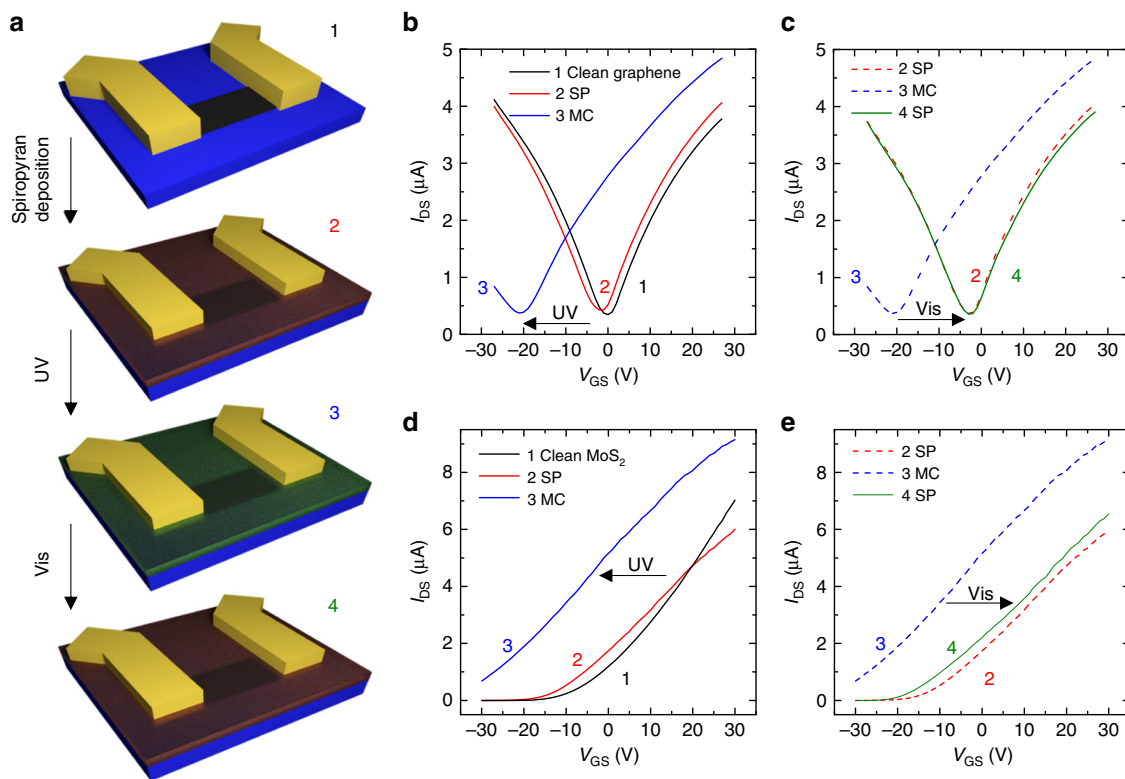 a
1
Spiropyran
deposition
2
UV
3
Vis
4
b
I_DS (μA)
5
4
3
2
1
0
1 Clean graphene
2 SP
3 MC
3
2
1
UV
−30 −20 −10 0 10 20 30
V_GS (V)
c
I_DS (μA)
5
4
3
2
1
0
2 SP
3 MC
4 SP
3
2
4
Vis
−30 −20 −10 0 10 20 30
V_GS (V)
d
I_DS (μA)
8
6
4
2
0
1 Clean MoS₂
2 SP
3 MC
UV
3
2
1
−30 −20 −10 0 10 20 30
V_GS (V)
e
I_DS (μA)
8
6
4
2
0
2 SP
3 MC
4 SP
Vis
3
4
2
−30 −20 −10 0 10 20 30
V_GS (V)